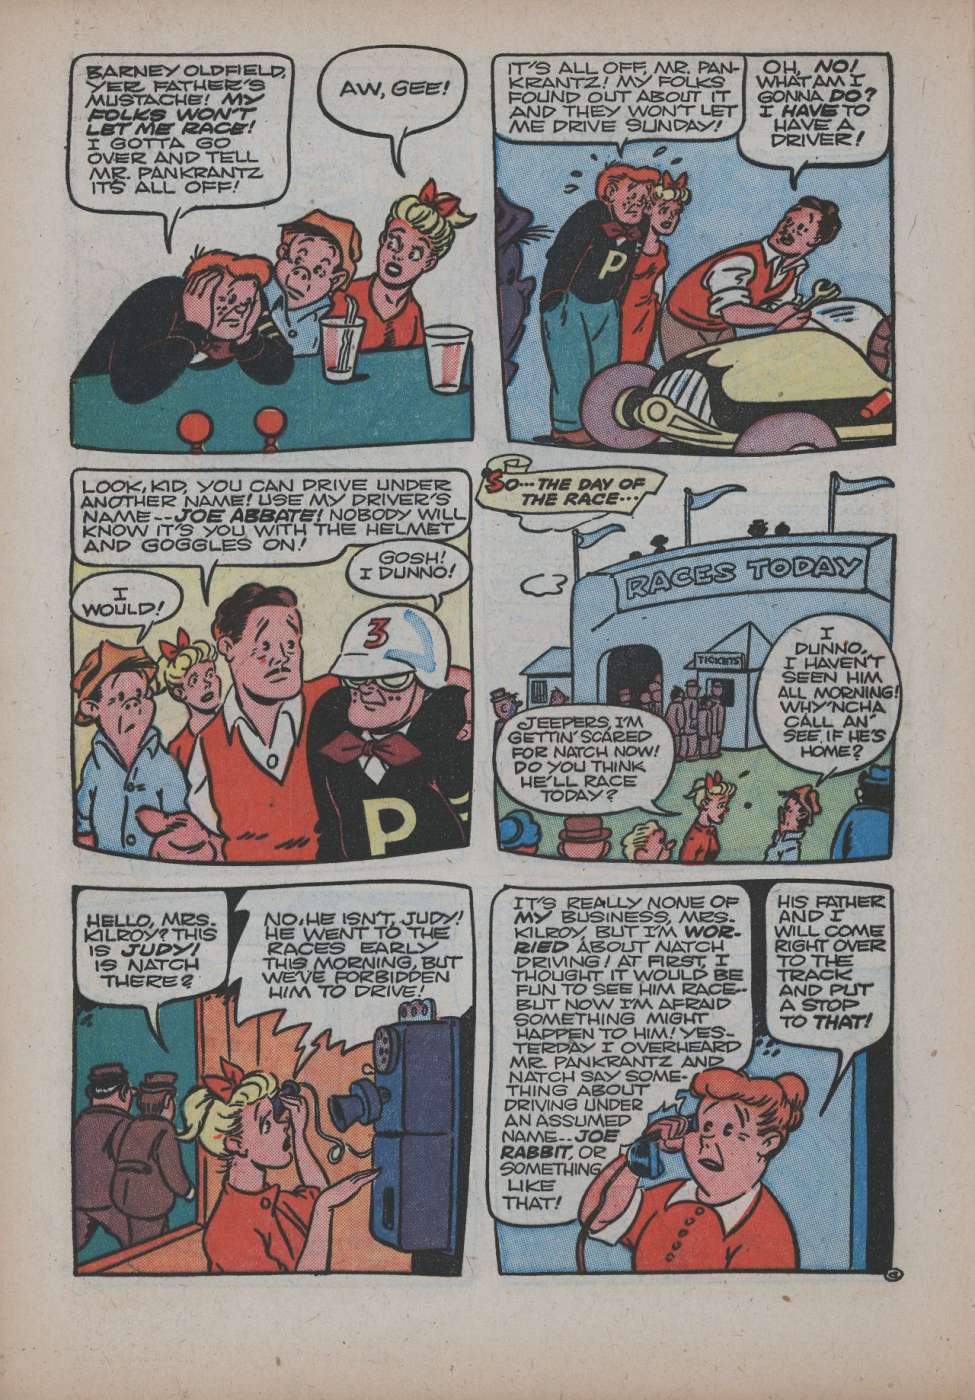 BARNEY OLDFIELD,
YER FATHER'S
MUSTACHE! MY
FOLKS WON'T
LET ME RACE!
I GOTTA GO
OVER AND TELL
MR. PANKRANTZ
IT'S ALL OFF!
AW, GEE!
IT'S ALL OFF, MR. PAN-
KRANTZ! MY FOLKS
FOUND OUT ABOUT IT
AND THEY WON'T LET
ME DRIVE SUNDAY!
OH, NO!
WHAT AM I
GONNA DO?
I HAVE TO
HAVE A
DRIVER!
P
LOOK, KID, YOU CAN DRIVE UNDER
ANOTHER NAME! USE MY DRIVER'S
NAME--JOE ABBATE! NOBODY WILL
KNOW IT'S YOU WITH THE HELMET
AND GOGGLES ON!
I
WOULD!
GOSH!
I DUNNO!
3
P
SO---THE DAY OF
THE RACE---
RACES TODAY
TICKETS
JEEPERS, I'M
GETTIN' SCARED
FOR NATCH NOW!
DO YOU THINK
HE'LL RACE
TODAY?
I
DUNNO,
I HAVEN'T
SEEN HIM
ALL MORNING!
WHY'NCHA
CALL AN'
SEE IF HE'S
HOME?
HELLO, MRS.
KILROY? THIS
IS JUDY!
IS NATCH
THERE?
NO, HE ISN'T, JUDY!
HE WENT TO THE
RACES EARLY
THIS MORNING, BUT
WE'VE FORBIDDEN
HIM TO DRIVE!
IT'S REALLY NONE OF
MY BUSINESS, MRS.
KILROY, BUT I'M WOR-
RIED ABOUT NATCH
DRIVING! AT FIRST, I
THOUGHT IT WOULD BE
FUN TO SEE HIM RACE--
BUT NOW I'M AFRAID
SOMETHING MIGHT
HAPPEN TO HIM! YES-
TERDAY I OVERHEARD
MR. PANKRANTZ AND
NATCH SAY SOME-
THING ABOUT
DRIVING UNDER
AN ASSUMED
NAME--JOE
RABBIT, OR
SOMETHING
LIKE
THAT!
HIS FATHER
AND I
WILL COME
RIGHT OVER
TO THE
TRACK
AND PUT
A STOP
TO THAT!